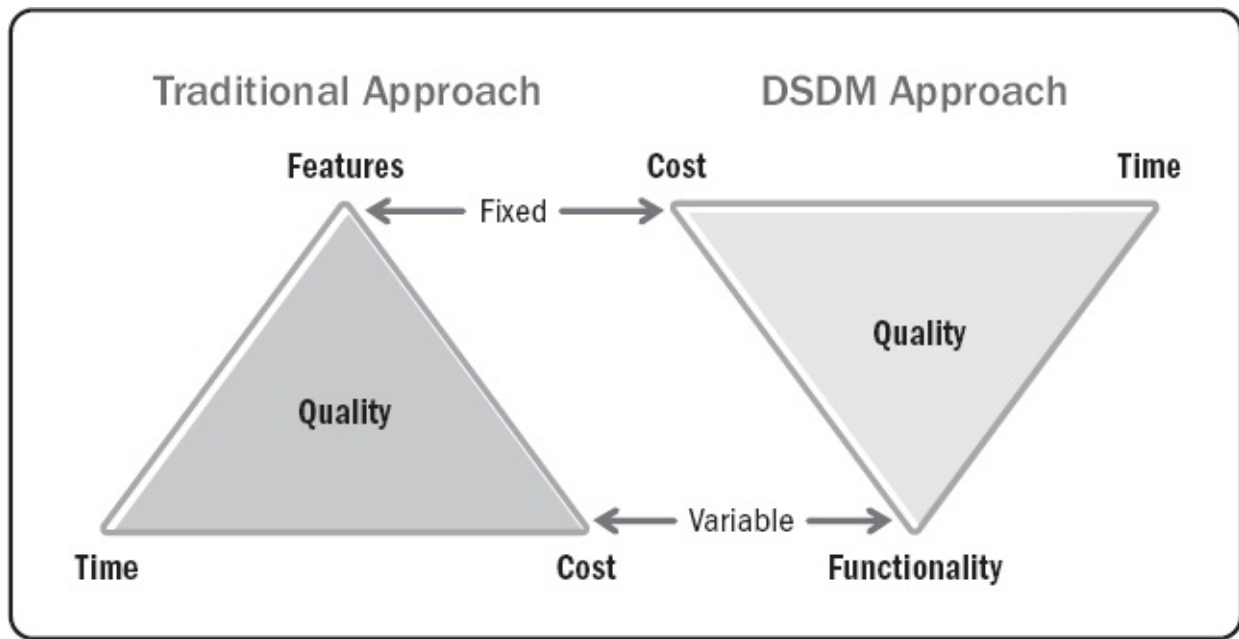 Traditional Approach
DSDM Approach
Features
Cost
Time
Fixed
Quality
Quality
Variable
Time
Cost
Functionality